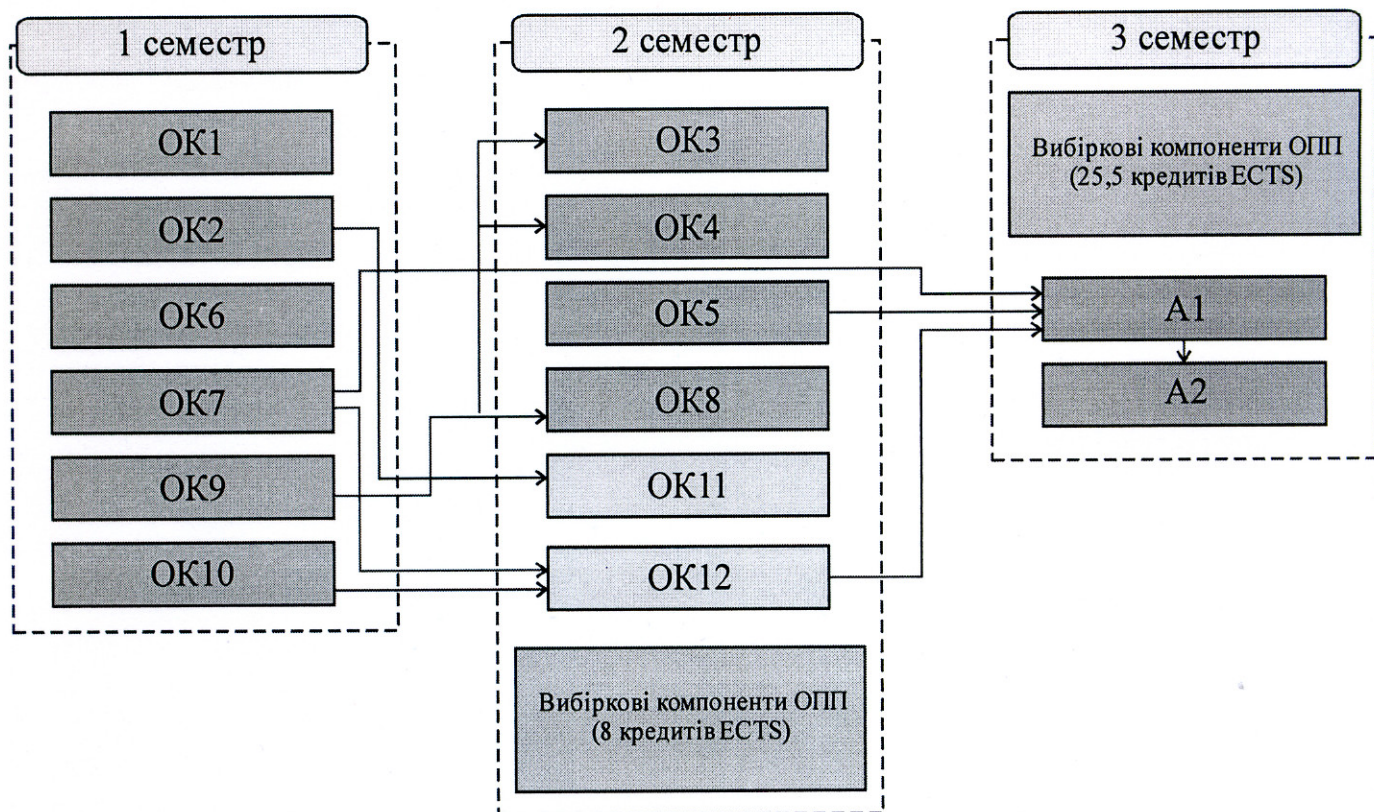 1 семестр
ОК1
ОК2
ОК6
ОК7
ОК9
ОК10
2 семестр
ОК3
ОК4
ОК5
ОК8
ОК11
ОК12
Вибіркові компоненти ОПП
(8 кредитів ECTS)
3 семестр
Вибіркові компоненти ОПП
(25,5 кредитів ECTS)
А1
А2